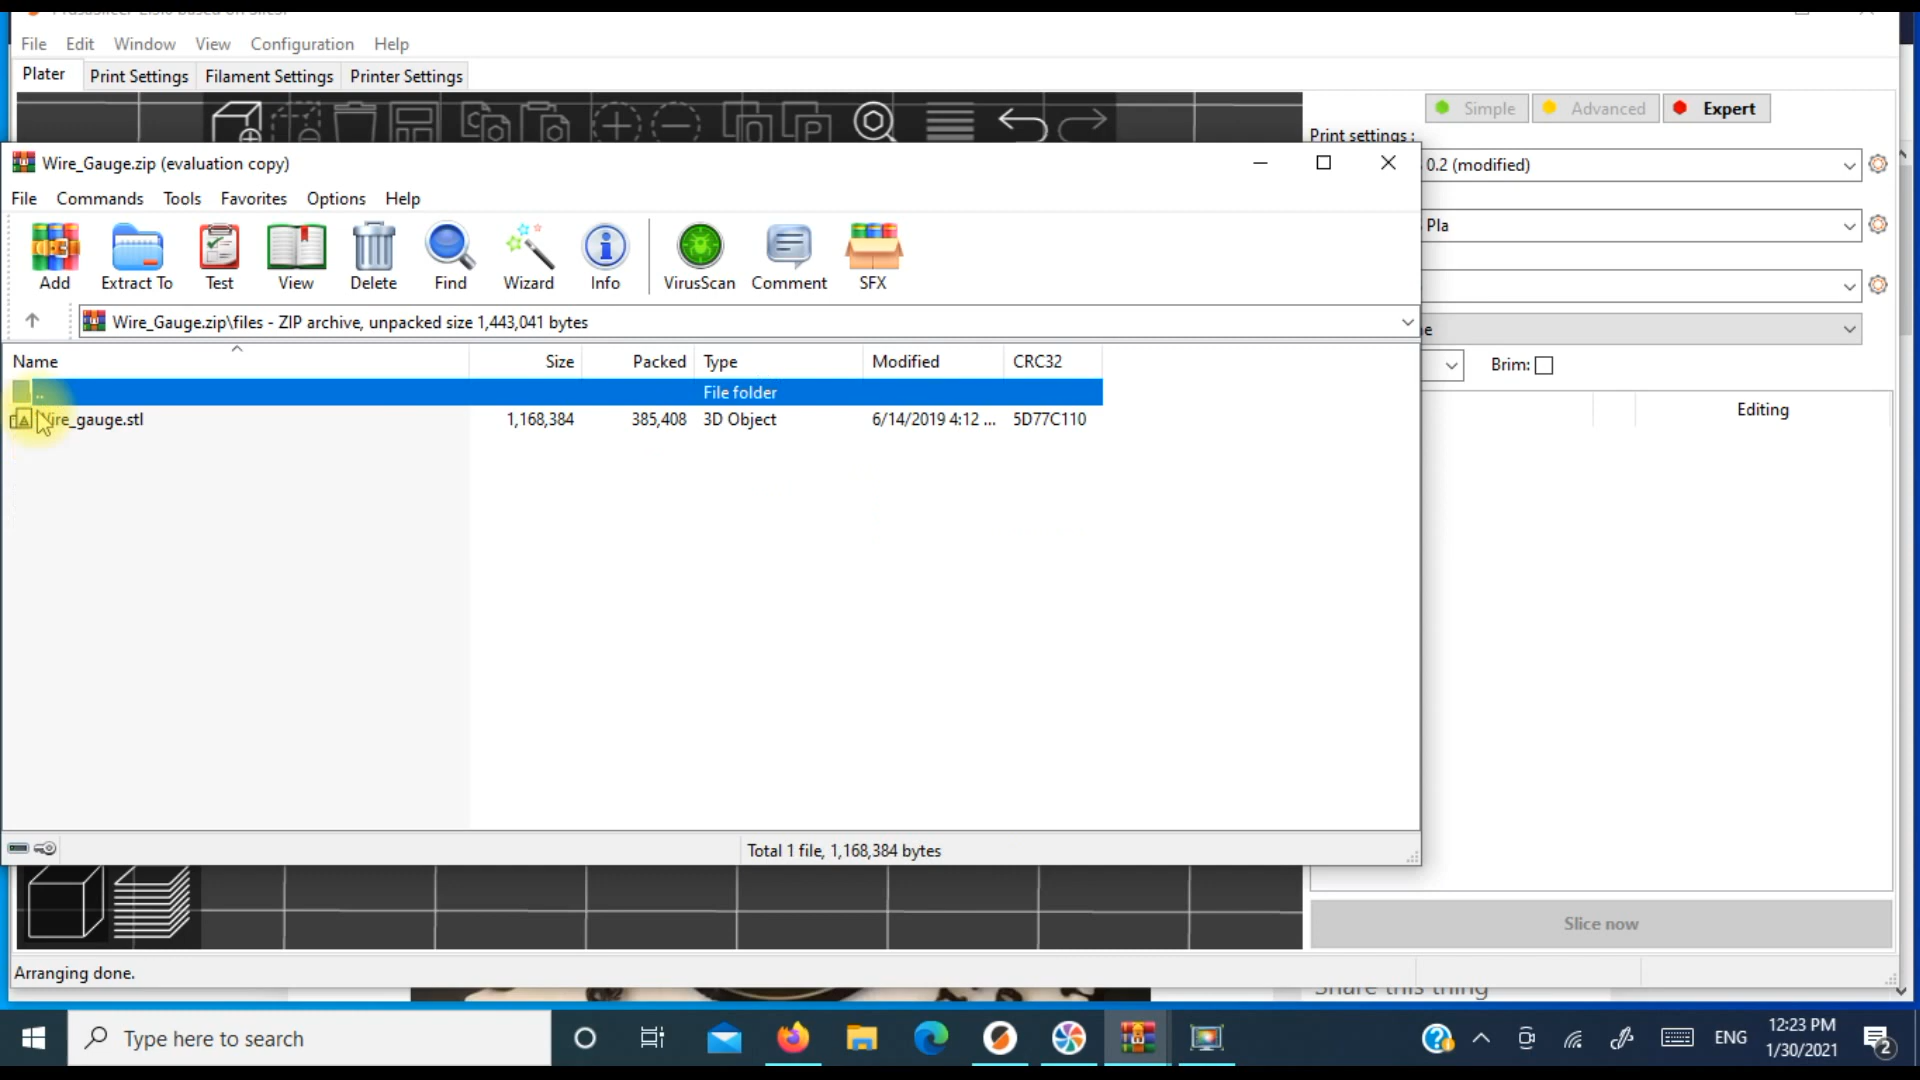 File Edit Window View Configuration Help
Plater Print Settings Filament Settings Printer Settings
Simple Advanced Expert
Print settings :
Wire_Gauge.zip (evaluation copy)
0.2 (modified)
File Commands Tools Favorites Options Help
Pla
Add Extract To Test View Delete Find Wizard Info VirusScan Comment SFX
Wire_Gauge.zip\files - ZIP archive, unpacked size 1,443,041 bytes
Name Size Packed Type Modified CRC32
Brim:
.. File folder
Wire_gauge.stl 1,168,384 385,408 3D Object 6/14/2019 4:12 ... 5D77C110
Editing
Total 1 file, 1,168,384 bytes
Slice now
Arranging done.
Share this thing
Type here to search
ENG
12:23 PM
1/30/2021
2